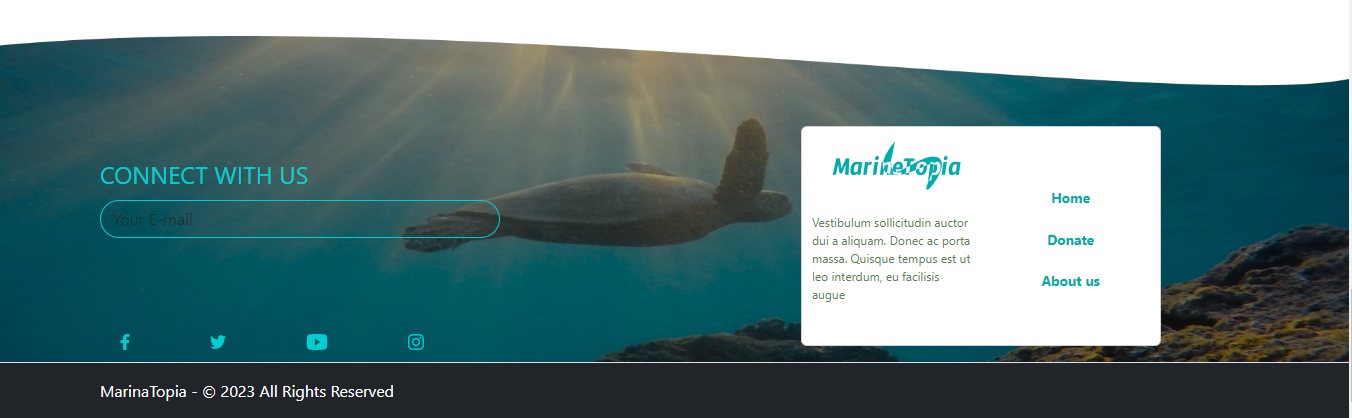 CONNECT WITH US
Your E-mail
MarineTopia
Vestibulum sollicitudin auctor
dui a aliquam. Donec ac porta
massa. Quisque tempus est ut
leo interdum, eu facilisis
augue
Home
Donate
About us
MarinaTopia - © 2023 All Rights Reserved